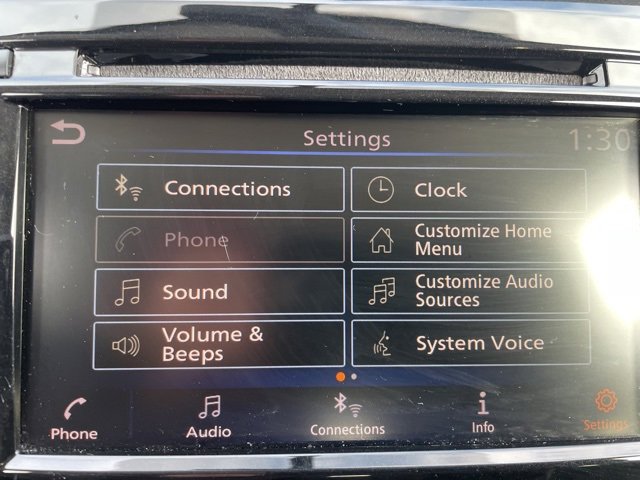 Settings
1:30
Connections
Clock
Phone
Customize Home
Menu
Sound
Customize Audio
Sources
Volume &
Beeps
System Voice
Phone
Audio
Connections
Info
Settings